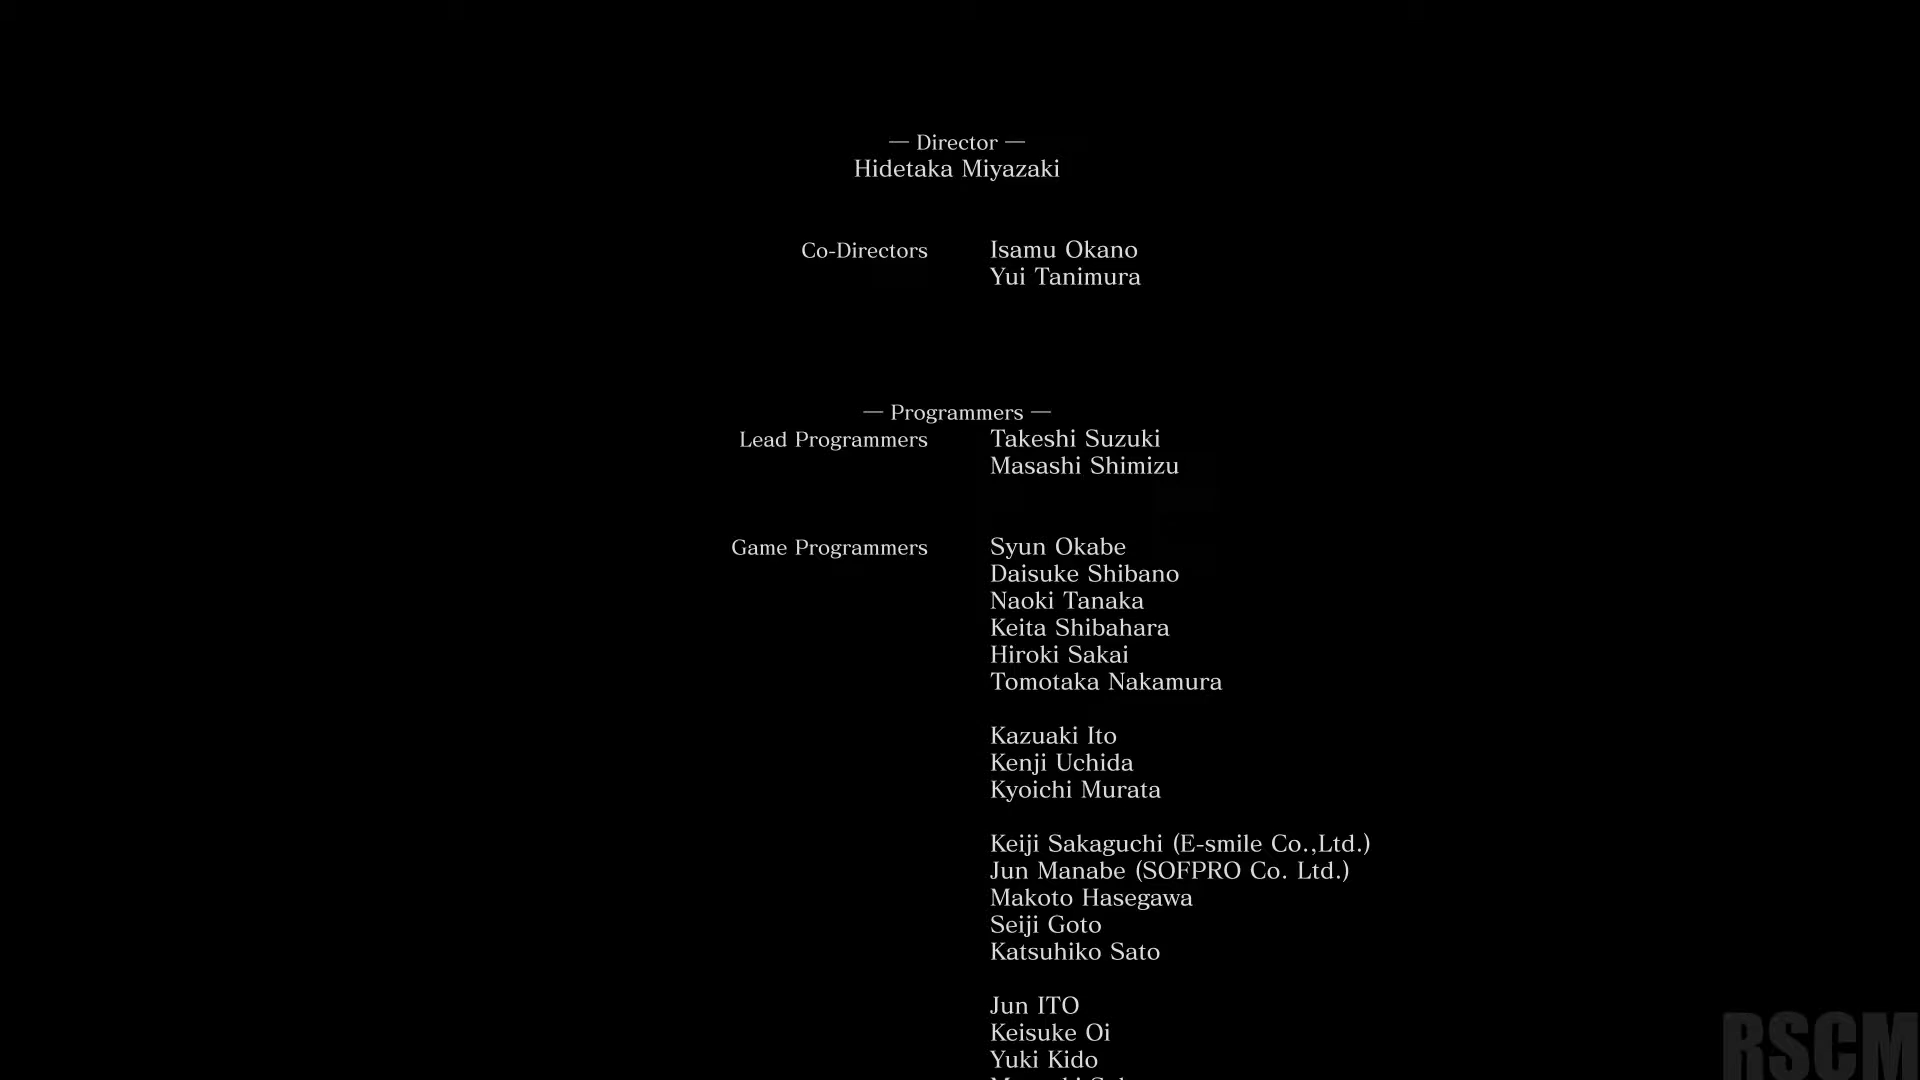 — Director —
Hidetaka Miyazaki
Co-Directors Isamu Okano
Yui Tanimura
— Programmers —
Lead Programmers Takeshi Suzuki
Masashi Shimizu
Game Programmers Syun Okabe
Daisuke Shibano
Naoki Tanaka
Keita Shibahara
Hiroki Sakai
Tomotaka Nakamura
Kazuaki Ito
Kenji Uchida
Kyoichi Murata
Keiji Sakaguchi (E-smile Co.,Ltd.)
Jun Manabe (SOFPRO Co. Ltd.)
Makoto Hasegawa
Seiji Goto
Katsuhiko Sato
Jun ITO
Keisuke Oi
Yuki Kido
RSCM